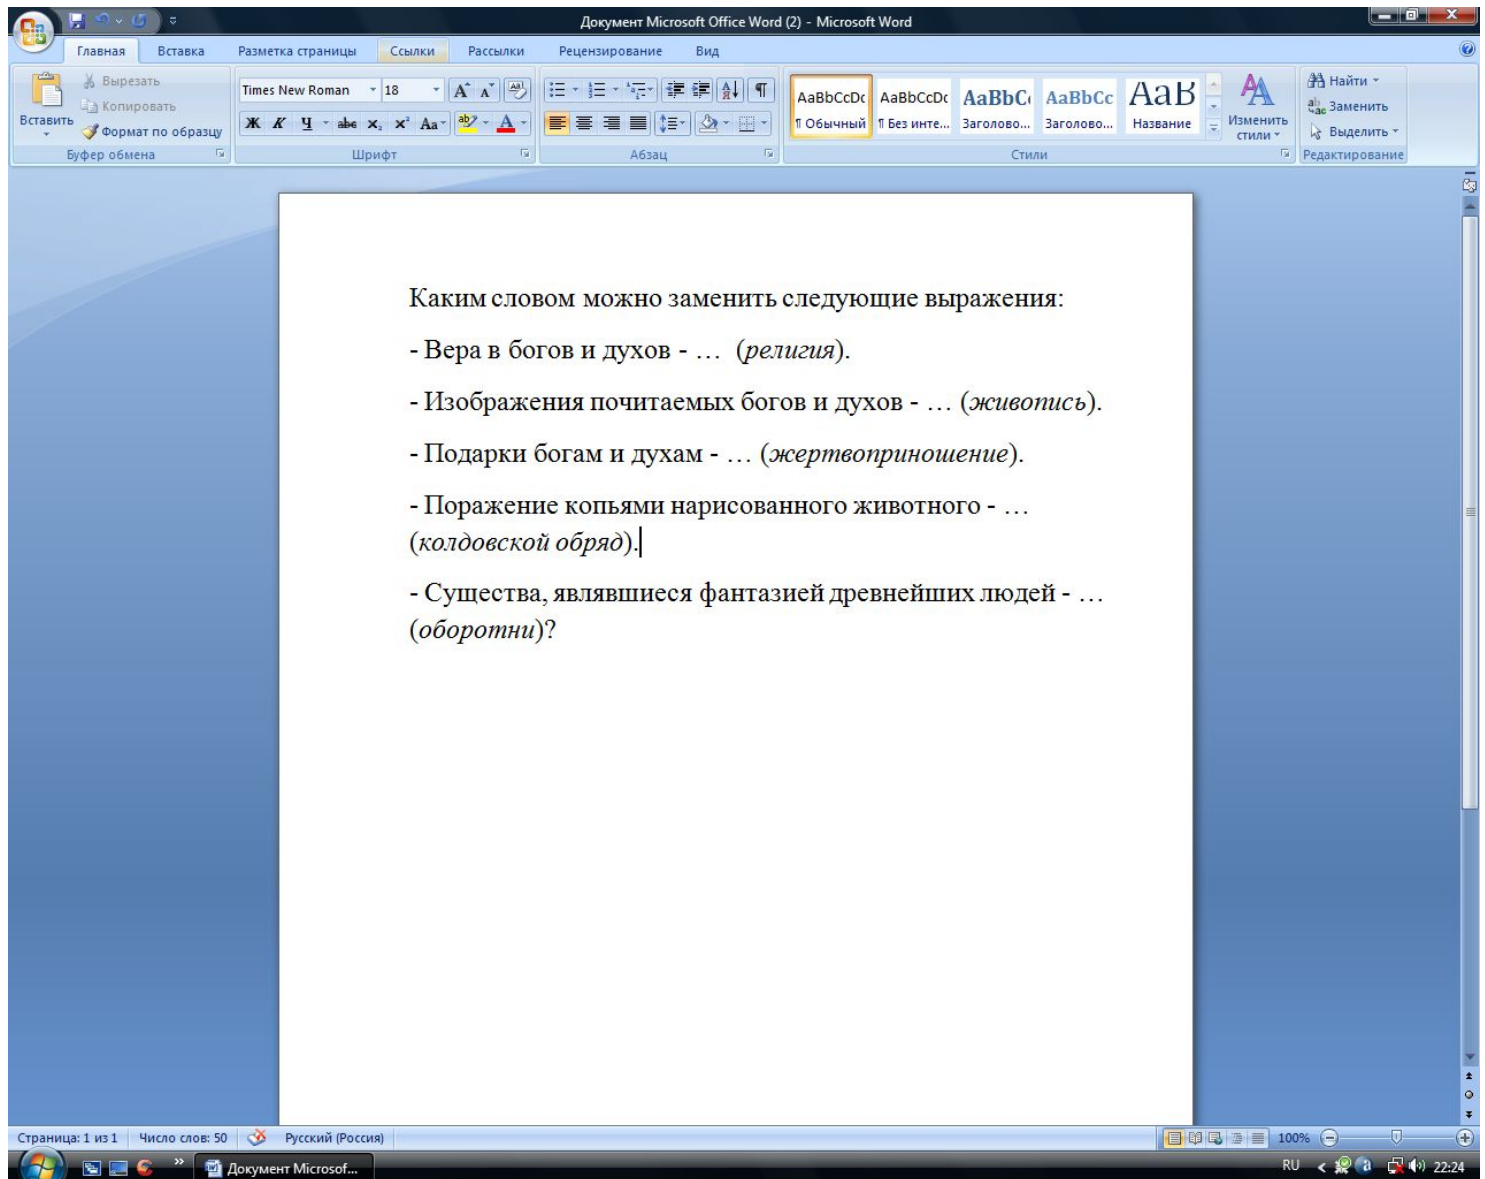 Документ Microsoft Office Word (2) - Microsoft Word
Главная Вставка Разметка страницы Ссылки Рассылки Рецензирование Вид
Вставить
Вырезать
Копировать
Формат по образцу
Буфер обмена
Times New Roman 18
Ж К Ч abe x₂ x² Aa
Шрифт
Абзац
AaBbCcDc AaBbCcDc AaBbC AaBbCc AaB
¶ Обычный ¶ Без инте... Заголово... Заголово... Название
Изменить
стили
Стили
Найти
Заменить
Выделить
Редактирование
Каким словом можно заменить следующие выражения:
- Вера в богов и духов - … (религия).
- Изображения почитаемых богов и духов - … (живопись).
- Подарки богам и духам - … (жертвоприношение).
- Поражение копьями нарисованного животного - …
(колдовской обряд).
- Существа, являвшиеся фантазией древнейших людей - …
(оборотни)?
Страница: 1 из 1 Число слов: 50 Русский (Россия) 100%
Документ Microsof... RU 22:24